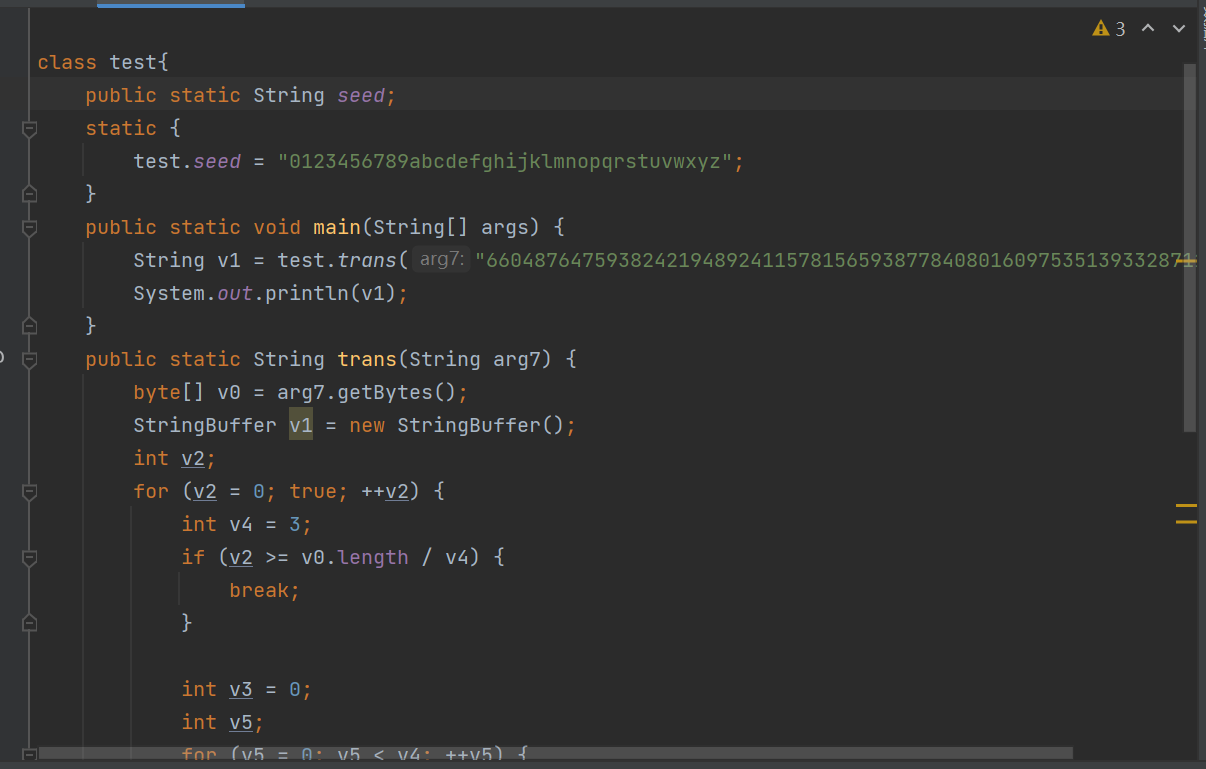 3
class test{
    public static String seed;
    static {
        test.seed = "0123456789abcdefghijklmnopqrstuvwxyz";
    }
    public static void main(String[] args) {
        String v1 = test.trans( arg7: "660487647593824219489241157815659387784080160975351393328713
        System.out.println(v1);
    }
    public static String trans(String arg7) {
        byte[] v0 = arg7.getBytes();
        StringBuffer v1 = new StringBuffer();
        int v2;
        for (v2 = 0; true; ++v2) {
            int v4 = 3;
            if (v2 >= v0.length / v4) {
                break;
            }
            int v3 = 0;
            int v5;
            for (v5 = 0; v5 < v4; ++v5) {